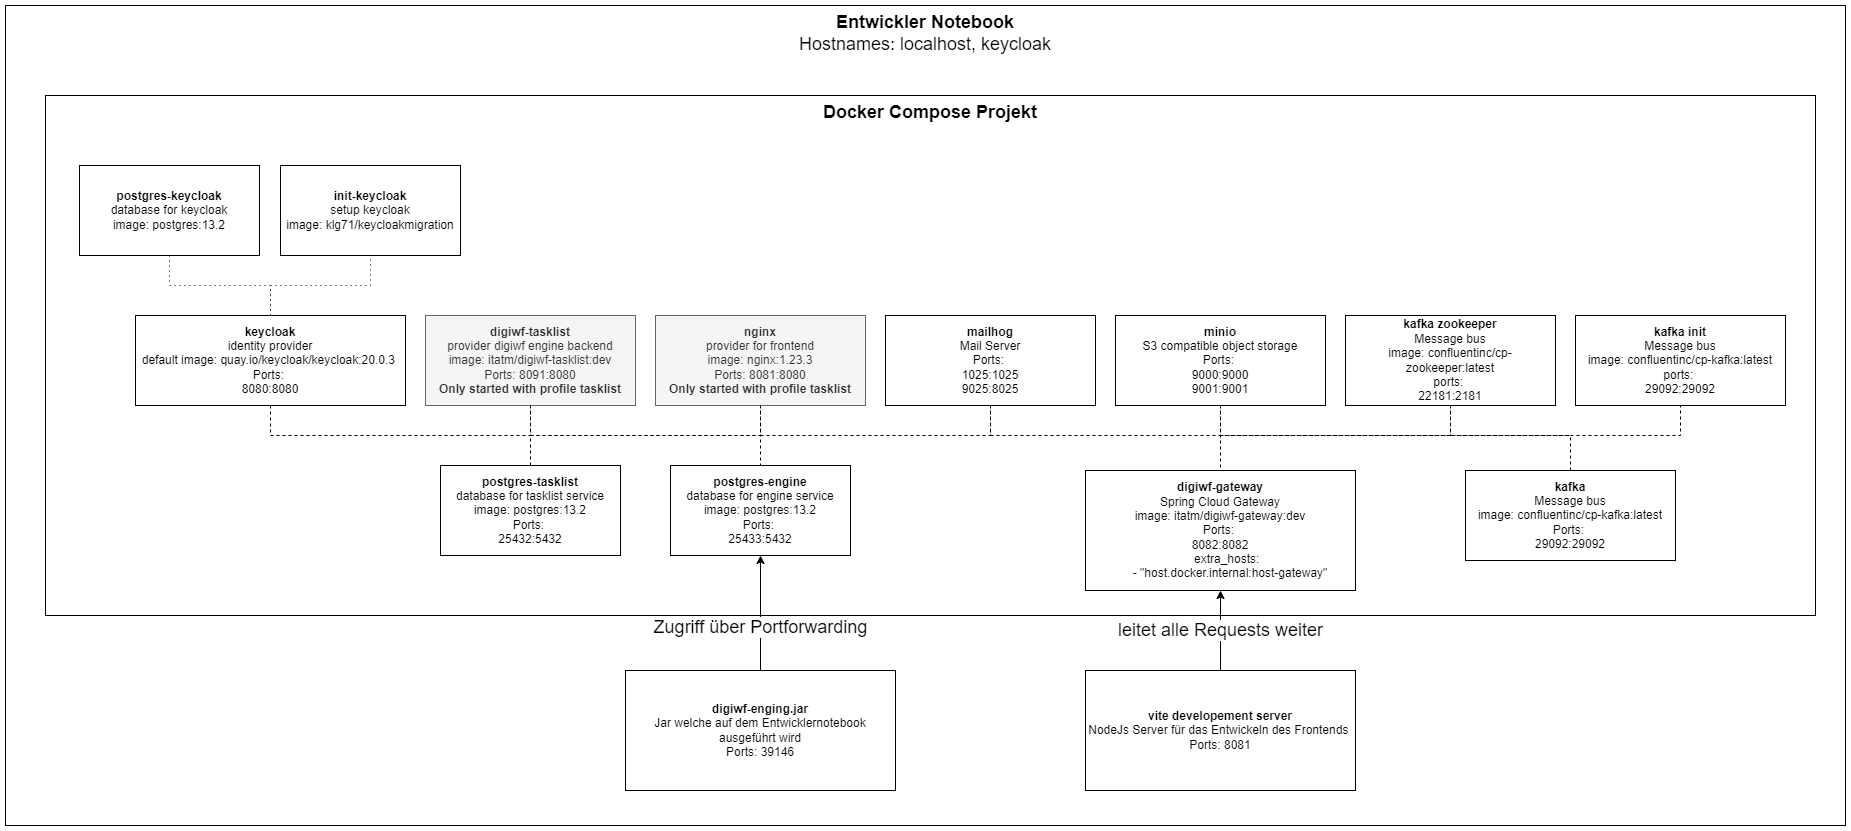 Entwickler Notebook
Hostnames: localhost, keycloak
Docker Compose Projekt
postgres-keycloak
database for keycloak
image: postgres:13.2
init-keycloak
setup keycloak
image: klg71/keycloakmigration
keycloak
identity provider
default image: quay.io/keycloak/keycloak:20.0.3
Ports:
8080:8080
digiwf-tasklist
provider digiwf engine backend
image: itatm/digiwf-tasklist:dev
Ports: 8091:8080
Only started with profile tasklist
nginx
provider for frontend
image: nginx:1.23.3
Ports: 8081:8080
Only started with profile tasklist
mailhog
Mail Server
Ports:
1025:1025
9025:8025
minio
S3 compatible object storage
Ports:
9000:9000
9001:9001
kafka zookeeper
Message bus
image: confluentinc/cp-
zookeeper:latest
ports:
22181:2181
kafka init
Message bus
image: confluentinc/cp-kafka:latest
ports:
29092:29092
postgres-tasklist
database for tasklist service
image: postgres:13.2
Ports:
25432:5432
postgres-engine
database for engine service
image: postgres:13.2
Ports:
25433:5432
digiwf-gateway
Spring Cloud Gateway
image: itatm/digiwf-gateway:dev
Ports:
8082:8082
extra_hosts:
- "host.docker.internal:host-gateway"
kafka
Message bus
image: confluentinc/cp-kafka:latest
Ports:
29092:29092
Zugriff über Portforwarding
leitet alle Requests weiter
digiwf-enging.jar
Jar welche auf dem Entwicklernotebook
ausgeführt wird
Ports: 39146
vite developement server
NodeJs Server für das Entwickeln des Frontends
Ports: 8081